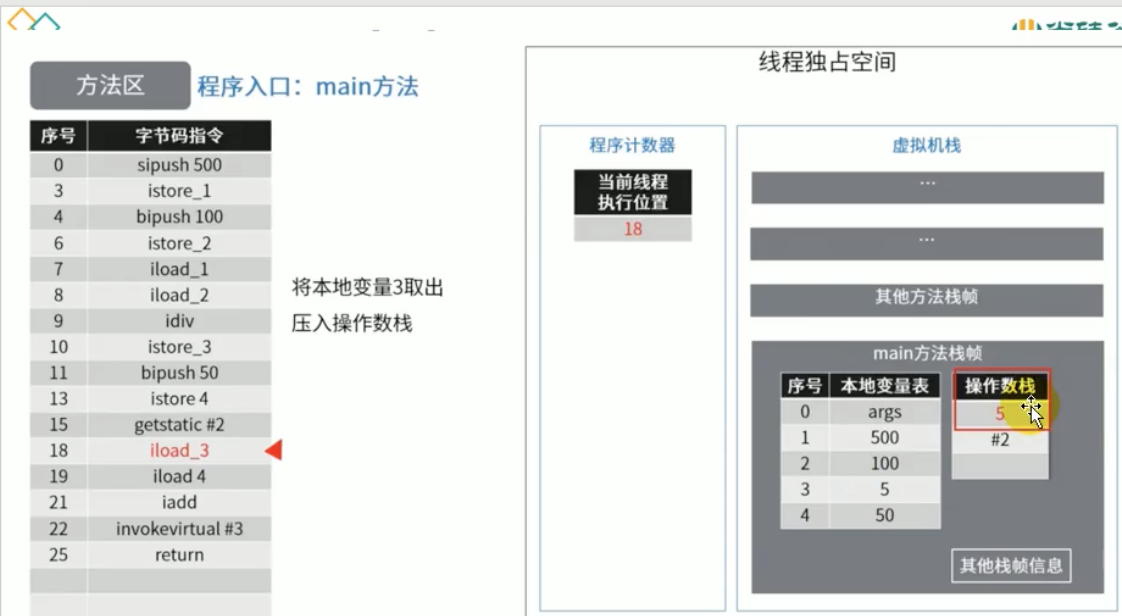 方法区 程序入口：main方法
序号 字节码指令
0 sipush 500
3 istore_1
4 bipush 100
6 istore_2
7 iload_1
8 iload_2
9 idiv
10 istore_3
11 bipush 50
13 istore 4
15 getstatic #2
18 iload_3
19 iload 4
21 iadd
22 invokevirtual #3
25 return
将本地变量3取出
压入操作数栈
线程独占空间
程序计数器
当前线程
执行位置
18
虚拟机栈
...
...
其他方法栈帧
main方法栈帧
序号 本地变量表
0 args
1 500
2 100
3 5
4 50
操作数栈
5
#2
其他栈帧信息